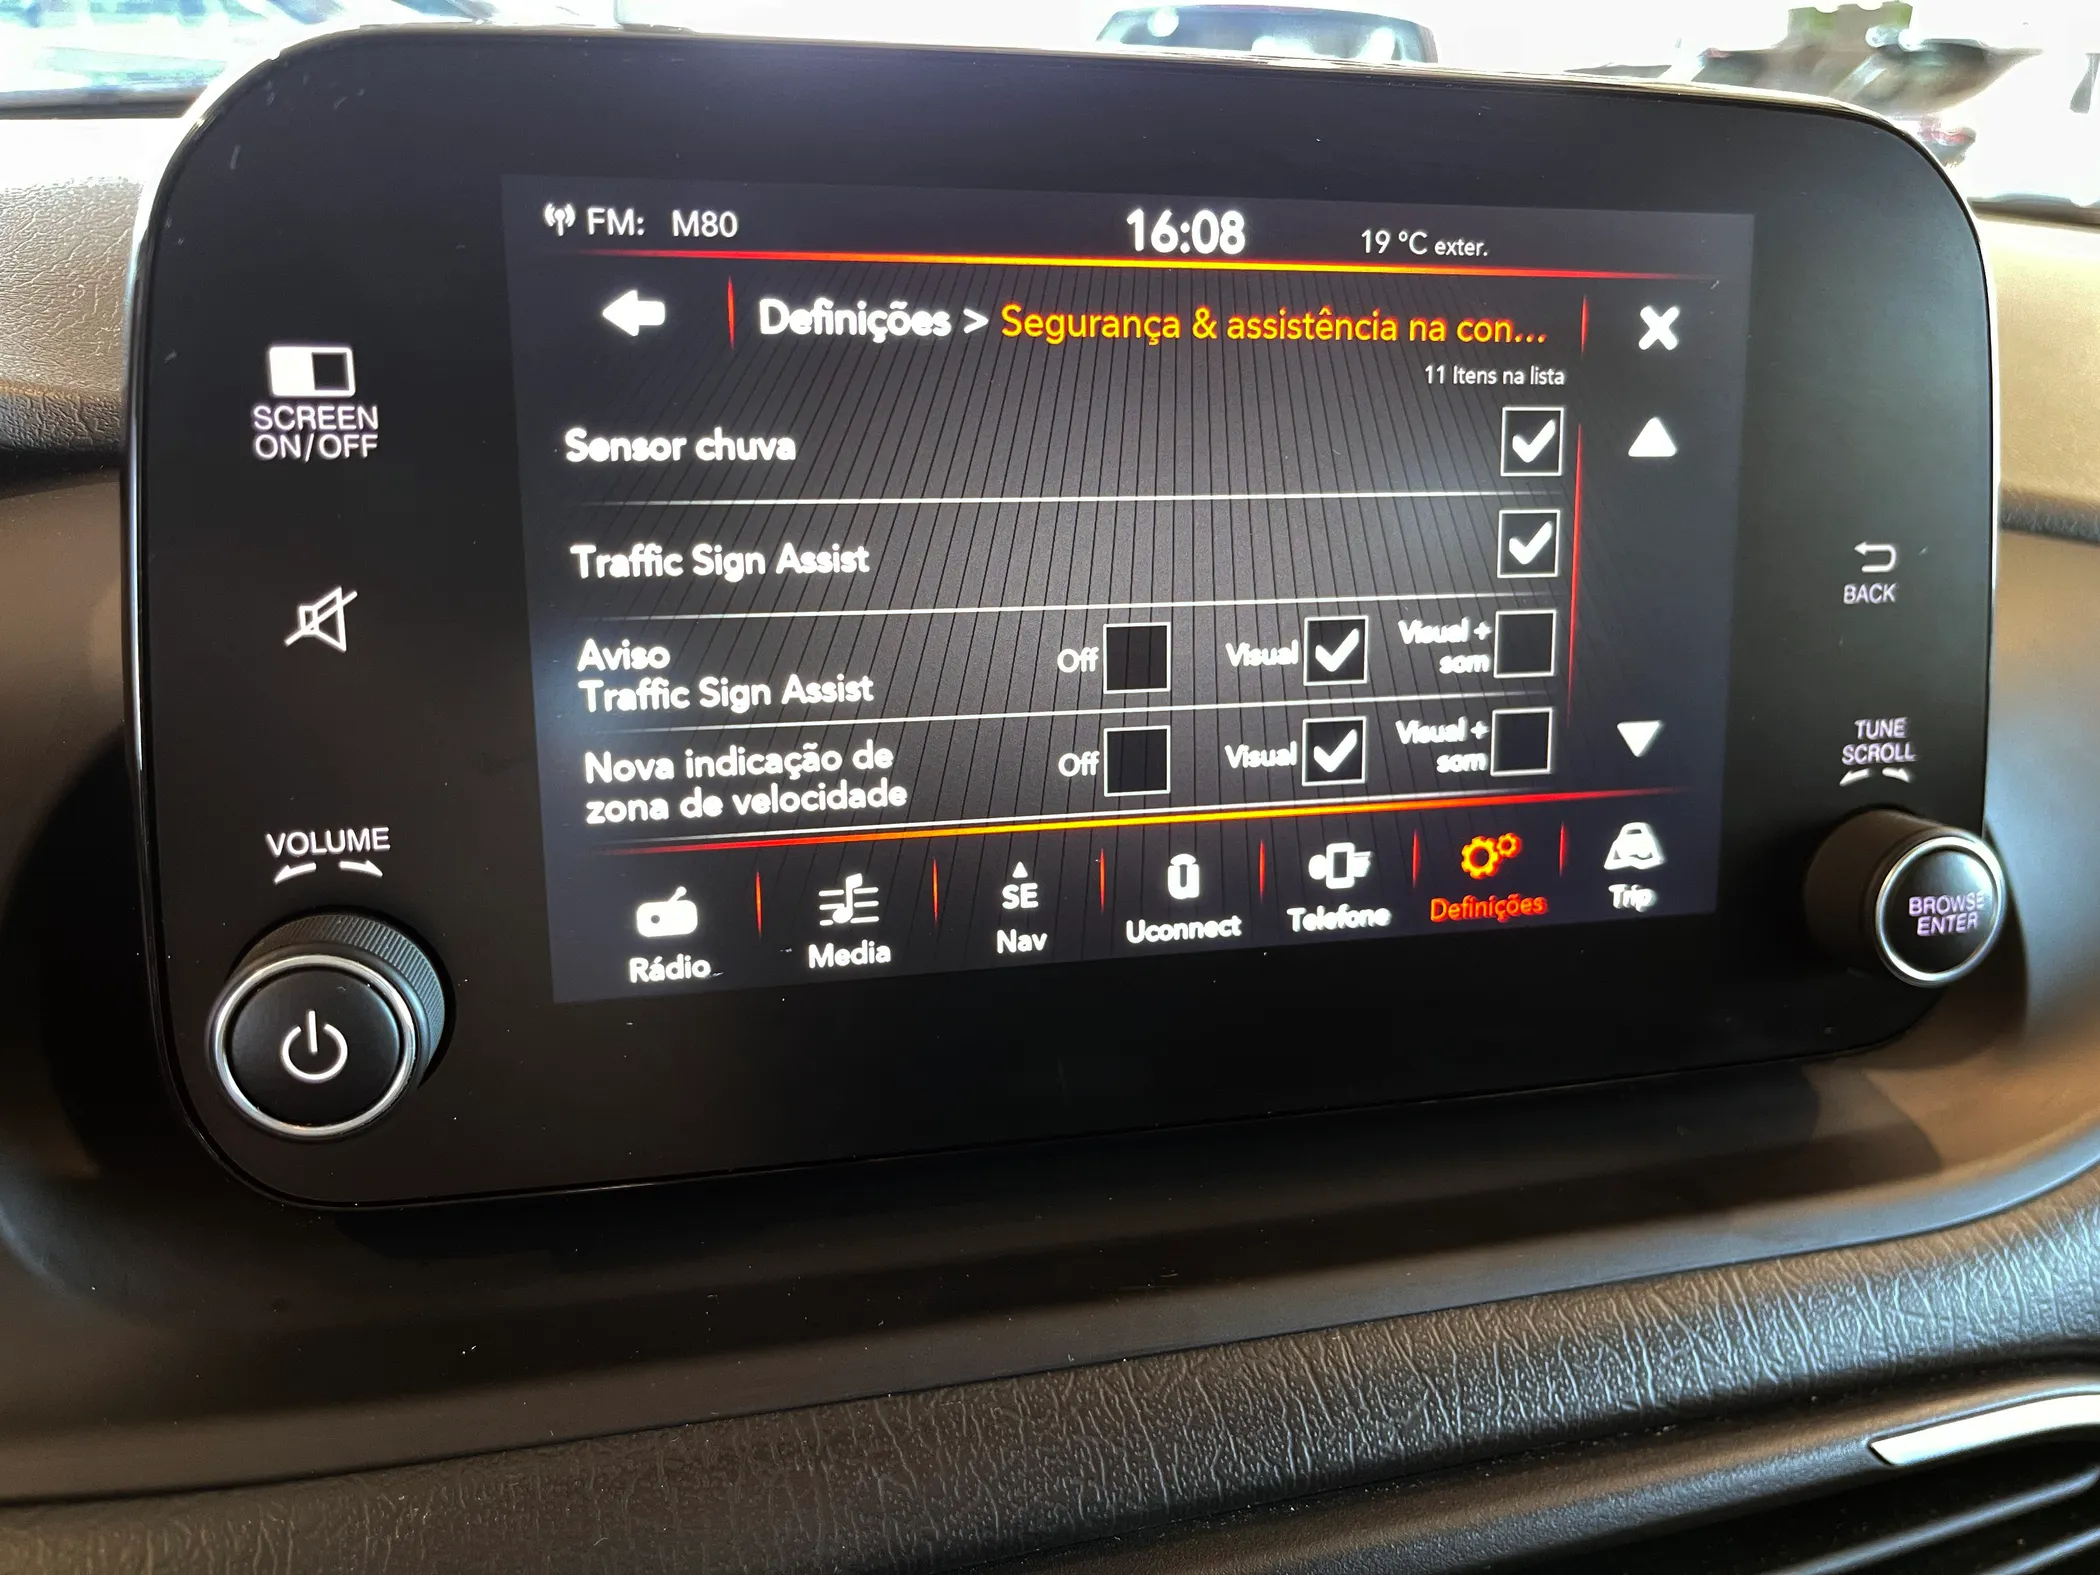 FM: M80
16:08
19 °C exter.
Definições > Segurança & assistência na con...
11 Itens na lista
Sensor chuva
Traffic Sign Assist
Aviso
Traffic Sign Assist
Off
Visual
Visual +
som
Nova indicação de
zona de velocidade
Off
Visual
Visual +
som
Rádio
Media
SE
Nav
Uconnect
Telefone
Definições
Trip
SCREEN
ON/OFF
VOLUME
BACK
TUNE
SCROLL
BROWSE
ENTER